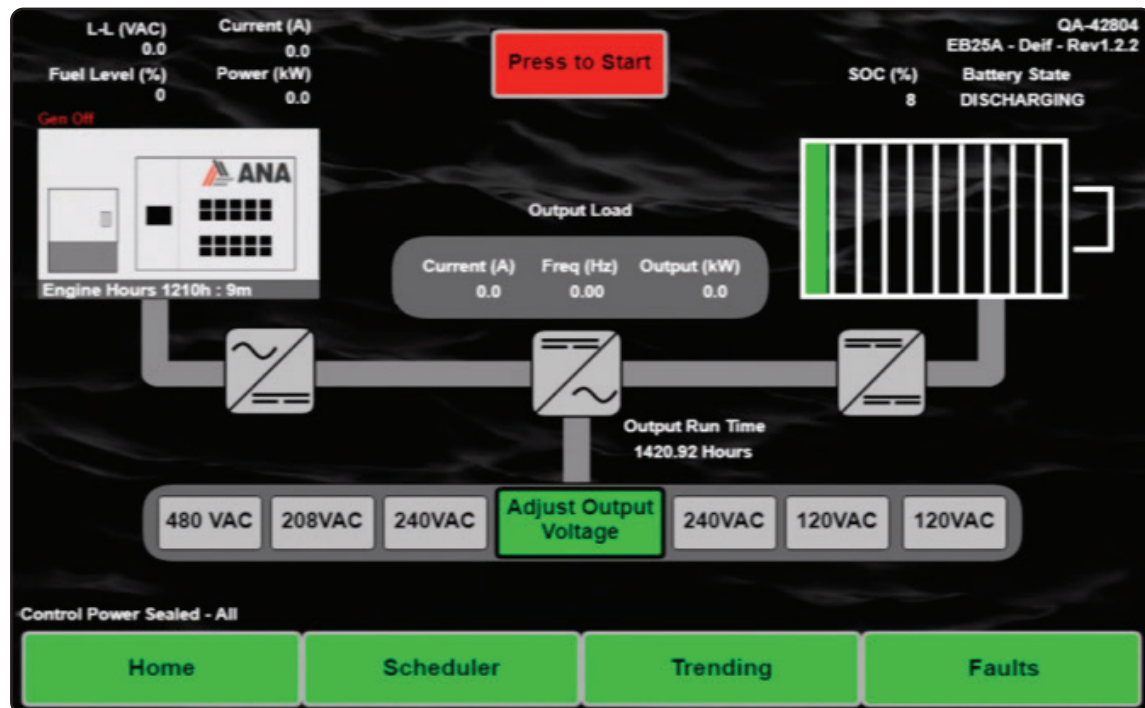 L-L (VAC) Current (A)
0.0 0.0
Fuel Level (%) Power (kW)
0 0.0
Gen Off
ANA
Engine Hours 1210h : 9m
Press to Start
QA-42804
EB25A - Deif - Rev1.2.2
SOC (%) Battery State
8 DISCHARGING
Output Load
Current (A) Freq (Hz) Output (kW)
0.0 0.00 0.0
Output Run Time
1420.92 Hours
480 VAC 208VAC 240VAC Adjust Output Voltage 240VAC 120VAC 120VAC
Control Power Sealed - All
Home Scheduler Trending Faults